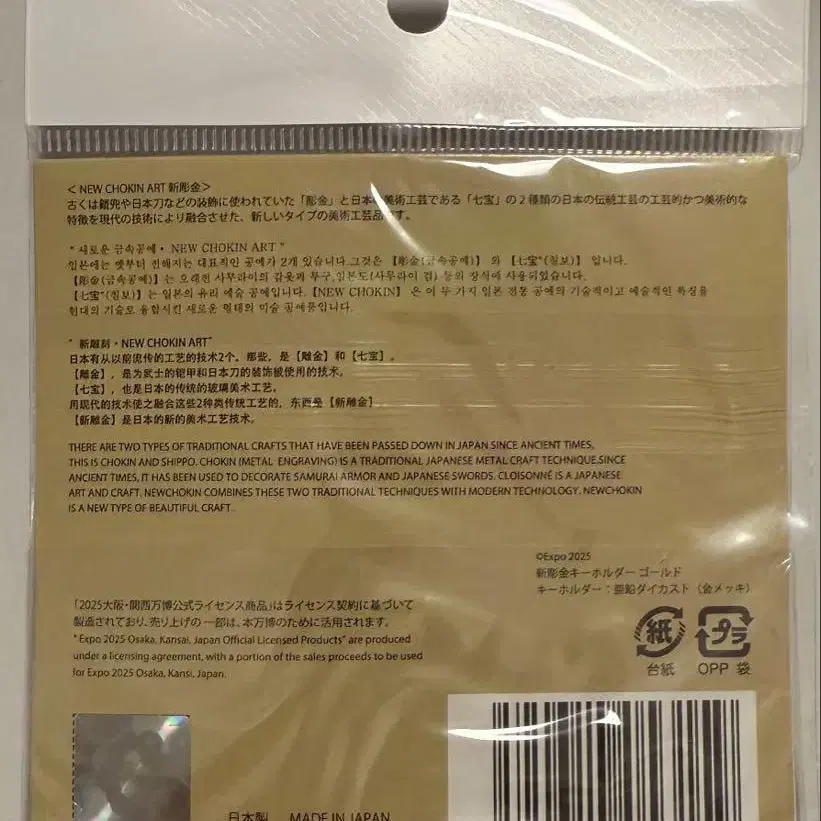 < NEW CHOKIN ART 新彫金>
古くは鎧兜や日本刀などの装飾に使われていた「彫金」と日本の美術工芸である「七宝」の2種類の日本の伝統工芸の工芸的かつ美術的な
特徴を現代の技術により融合させた、新しいタイプの美術工芸品です。
" 새로운 금속공예・ NEW CHOKIN ART "
일본에는 옛부터 전해지는 대표적인 공예가 2개 있습니다.그것은 【彫金(금속공예)】 와 【七宝"(칠보)】 입니다.
【彫金(금속공예)】는 오래전 사무라이의 갑옷과 투구,일본도(사무라이 검) 등의 장식에 사용되었습니다.
【七宝"(칠보)】는 일본의 유리 예술 공예입니다.【NEW CHOKIN】 은 이 두 가지 일본 전통 공예의 기술적이고 예술적인 특징을
현대의 기술로 융합시킨 새로운 형태의 미술 공예품입니다.
" 新雕刻・NEW CHOKIN ART"
日本有从以前流传的工艺的技术2个。那些，是【雕金】和【七宝】。
【雕金】，是为武士的铠甲和日本刀的装饰被使用的技术。
【七宝】，也是日本的传统的玻璃美术工艺。
用现代的技术使之融合这些2种类传统工艺的，东西是【新雕金】
【新雕金】是日本的新的美术工艺技术。
THERE ARE TWO TYPES OF TRADITIONAL CRAFTS THAT HAVE BEEN PASSED DOWN IN JAPAN SINCE ANCIENT TIMES.
THIS IS CHOKIN AND SHIPPO. CHOKIN (METAL ENGRAVING) IS A TRADITIONAL JAPANESE METAL CRAFT TECHNIQUE.SINCE
ANCIENT TIMES, IT HAS BEEN USED TO DECORATE SAMURAI ARMOR AND JAPANESE SWORDS. CLOISONNÉ IS A JAPANESE
ART AND CRAFT. NEWCHOKIN COMBINES THESE TWO TRADITIONAL TECHNIQUES WITH MODERN TECHNOLOGY. NEWCHOKIN
IS A NEW TYPE OF BEAUTIFUL CRAFT.
©Expo 2025
新彫金キーホルダー ゴールド
キーホルダー：亜鉛ダイカスト（金メッキ）
「2025大阪・関西万博公式ライセンス商品」はライセンス契約に基づいて
製造されており、売り上げの一部は、本万博のために活用されます。
" Expo 2025 Osaka, Kansai, Japan Official Licensed Products" are produced
under a licensing agreement, with a portion of the sales proceeds to be used
for Expo 2025 Osaka, Kansi, Japan.
紙 プラ
台紙 OPP 袋
日本製 MADE IN JAPAN